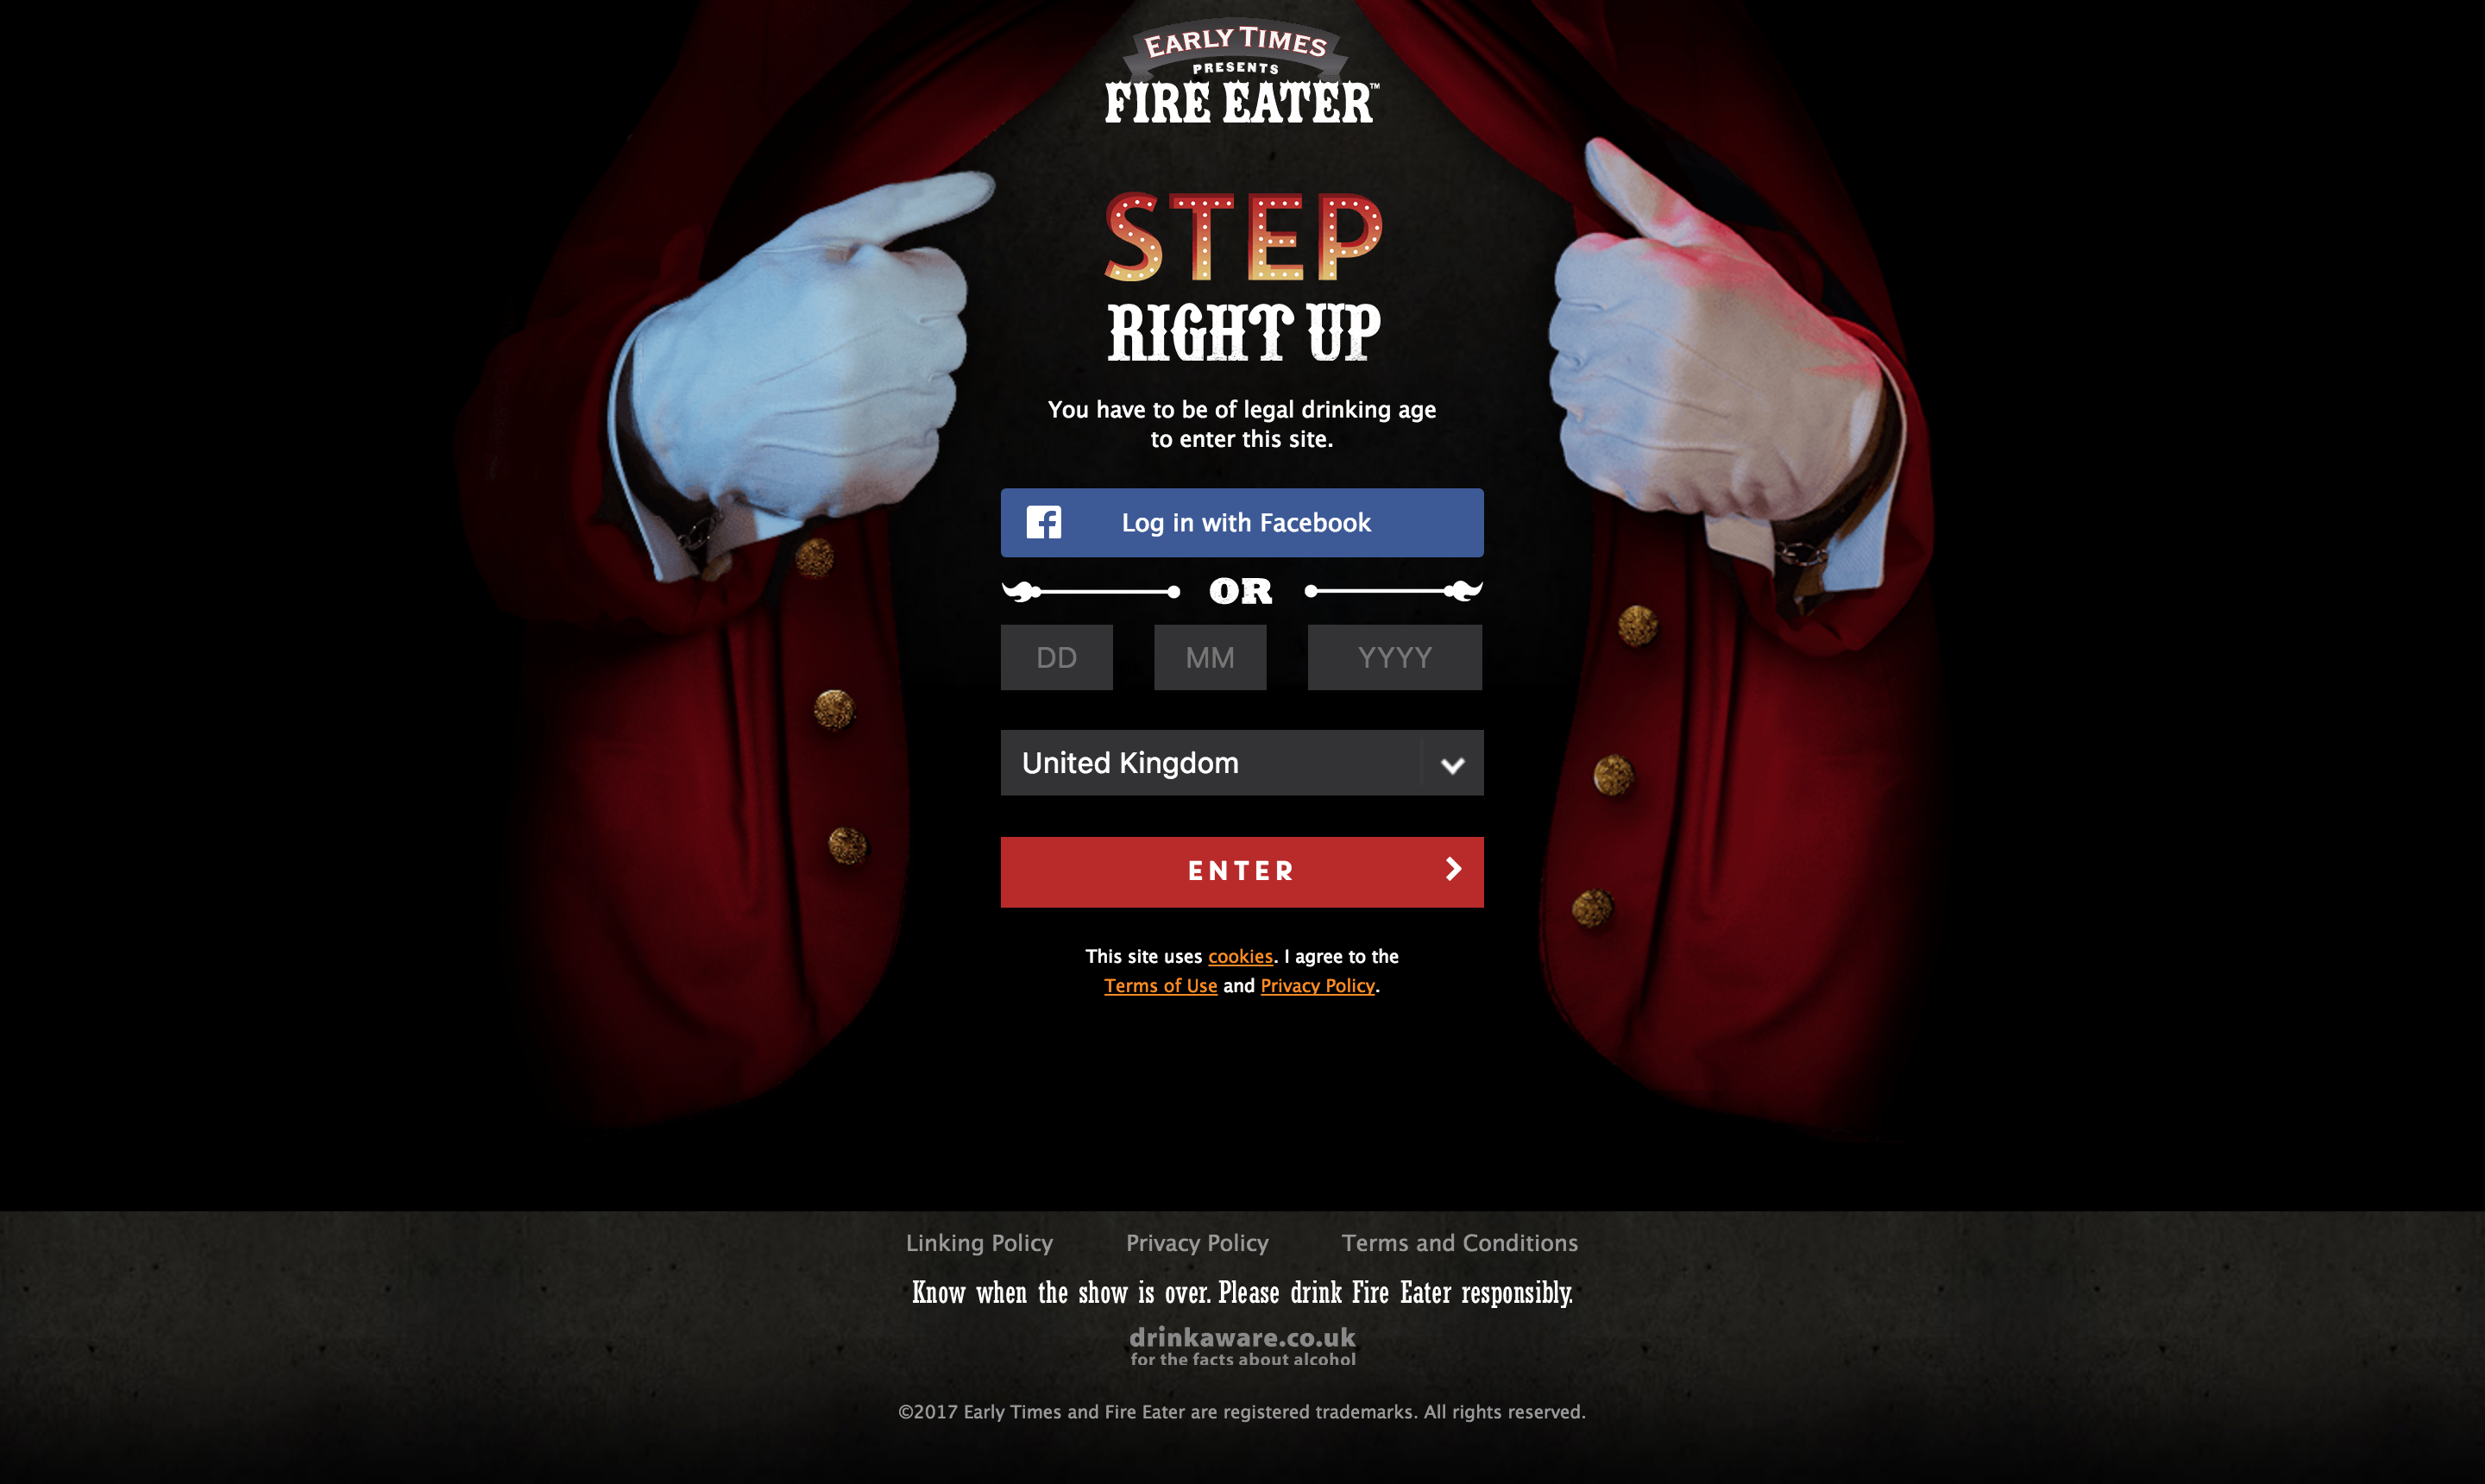 EARLY TIMES
PRESENTS
FIRE EATER™
STEP
RIGHT UP
You have to be of legal drinking age
to enter this site.
Log in with Facebook
OR
DD MM YYYY
United Kingdom
ENTER
This site uses cookies. I agree to the
Terms of Use and Privacy Policy.
Linking Policy Privacy Policy Terms and Conditions
Know when the show is over. Please drink Fire Eater responsibly.
drinkaware.co.uk
for the facts about alcohol
©2017 Early Times and Fire Eater are registered trademarks. All rights reserved.